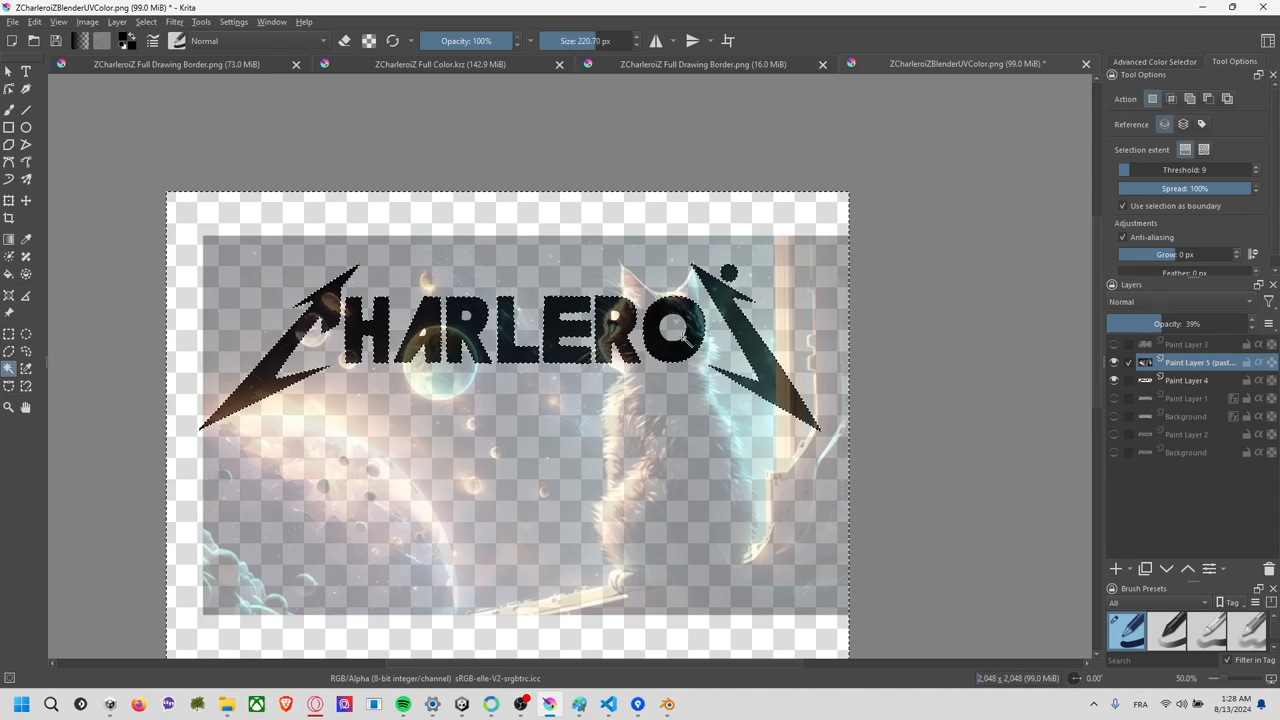 ZCharleroiZBlenderUVColor.png (99.0 MiB) * - Krita
File Edit View Image Layer Select Filter Tools Settings Window Help
Normal Opacity: 100% Size: 220.70 px
ZCharleroiZ Full Drawing Border.png (73.0 MiB) ZCharleroiZ Full Color.krz (142.9 MiB) ZCharleroiZ Full Drawing Border.png (16.0 MiB) ZCharleroiZBlenderUVColor.png (99.0 MiB) *
Advanced Color Selector Tool Options
Tool Options
Action
Reference
Selection extent
Threshold: 9
Spread: 100%
Use selection as boundary
Adjustments
Anti-aliasing
Grow: 0 px
Feather: 0 px
Layers
Normal
Opacity: 39%
Paint Layer 3
Paint Layer 5 (past...
Paint Layer 4
Paint Layer 1
Background
Paint Layer 2
Background
CHARLEROI
Brush Presets
All Tag
Search Filter in Tag
RGB/Alpha (8-bit integer/channel) sRGB-elle-V2-srgbtrc.icc 2,048 x 2,048 (99.0 MiB) 0.00° 50.0%
FRA 1:28 AM
8/13/2024